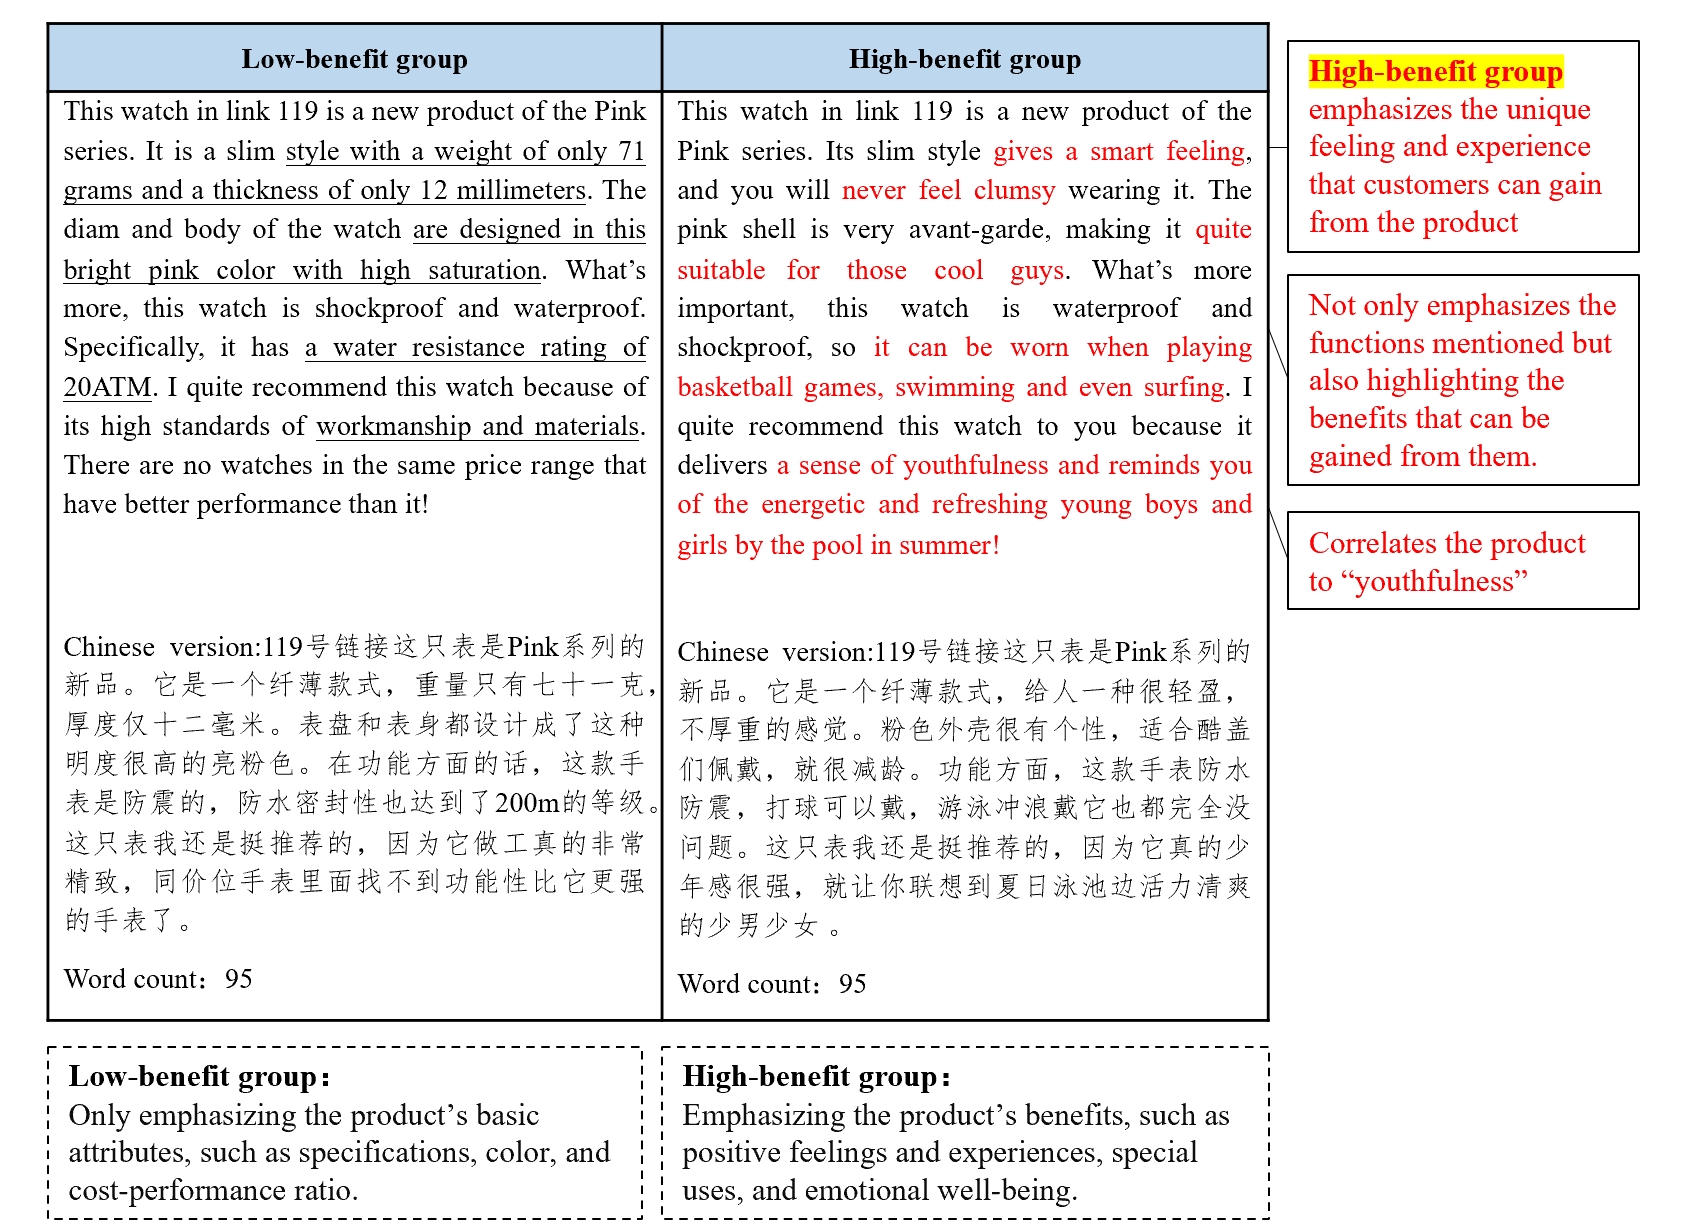 Low-benefit group
This watch in link 119 is a new product of the Pink
series. It is a slim style with a weight of only 71
grams and a thickness of only 12 millimeters. The
diam and body of the watch are designed in this
bright pink color with high saturation. What’s
more, this watch is shockproof and waterproof.
Specifically, it has a water resistance rating of
20ATM. I quite recommend this watch because of
its high standards of workmanship and materials.
There are no watches in the same price range that
have better performance than it!
Chinese version:119号链接这只表是Pink系列的
新品。它是一个纤薄款式，重量只有七十一克，
厚度仅十二毫米。表盘和表身都设计成了这种
明度很高的亮粉色。在功能方面的话，这款手
表是防震的，防水密封性也达到了200m的等级。
这只表我还是挺推荐的，因为它做工真的非常
精致，同价位手表里面找不到功能性比它更强
的手表了。
Word count：95
High-benefit group
This watch in link 119 is a new product of the
Pink series. Its slim style gives a smart feeling,
and you will never feel clumsy wearing it. The
pink shell is very avant-garde, making it quite
suitable for those cool guys. What’s more
important, this watch is waterproof and
shockproof, so it can be worn when playing
basketball games, swimming and even surfing. I
quite recommend this watch to you because it
delivers a sense of youthfulness and reminds you
of the energetic and refreshing young boys and
girls by the pool in summer!
Chinese version:119号链接这只表是Pink系列的
新品。它是一个纤薄款式，给人一种很轻盈，
不厚重的感觉。粉色外壳很有个性，适合酷盖
们佩戴，就很减龄。功能方面，这款手表防水
防震，打球可以戴，游泳冲浪戴它也都完全没
问题。这只表我还是挺推荐的，因为它真的少
年感很强，就让你联想到夏日泳池边活力清爽
的少男少女 。
Word count：95
High-benefit group
emphasizes the unique
feeling and experience
that customers can gain
from the product
Not only emphasizes the
functions mentioned but
also highlighting the
benefits that can be
gained from them.
Correlates the product
to “youthfulness”
Low-benefit group：
Only emphasizing the product’s basic
attributes, such as specifications, color, and
cost-performance ratio.
High-benefit group：
Emphasizing the product’s benefits, such as
positive feelings and experiences, special
uses, and emotional well-being.